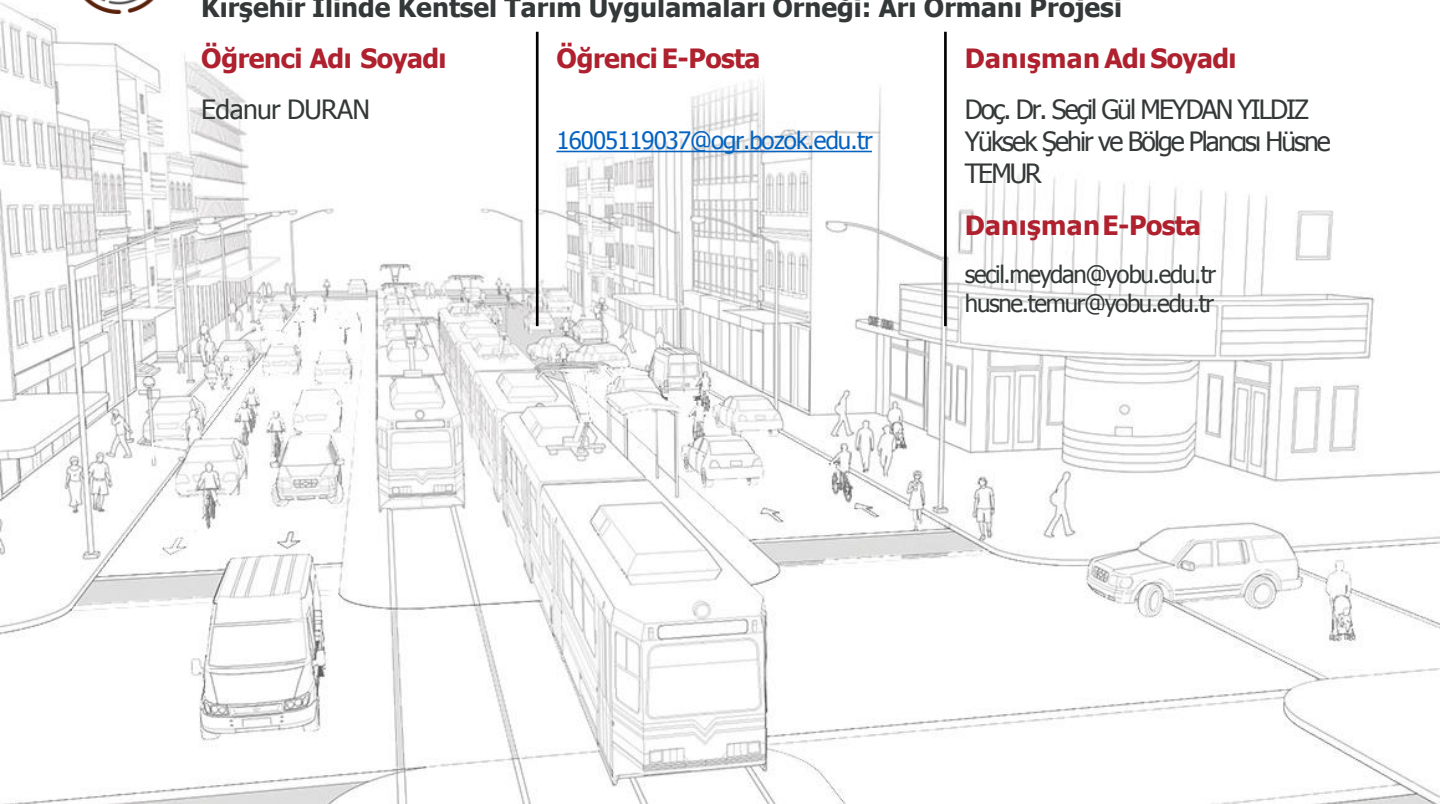 Kırşehir İlinde Kentsel Tarım Uygulamaları Örneği: Arı Ormanı Projesi
Öğrenci Adı Soyadı
Edanur DURAN
Öğrenci E-Posta
16005119037@ogr.bozok.edu.tr
Danışman Adı Soyadı
Doç. Dr. Seçil Gül MEYDAN YILDIZ
Yüksek Şehir ve Bölge Plancısı Hüsne
TEMUR
Danışman E-Posta
secil.meydan@yobu.edu.tr
husne.temur@yobu.edu.tr